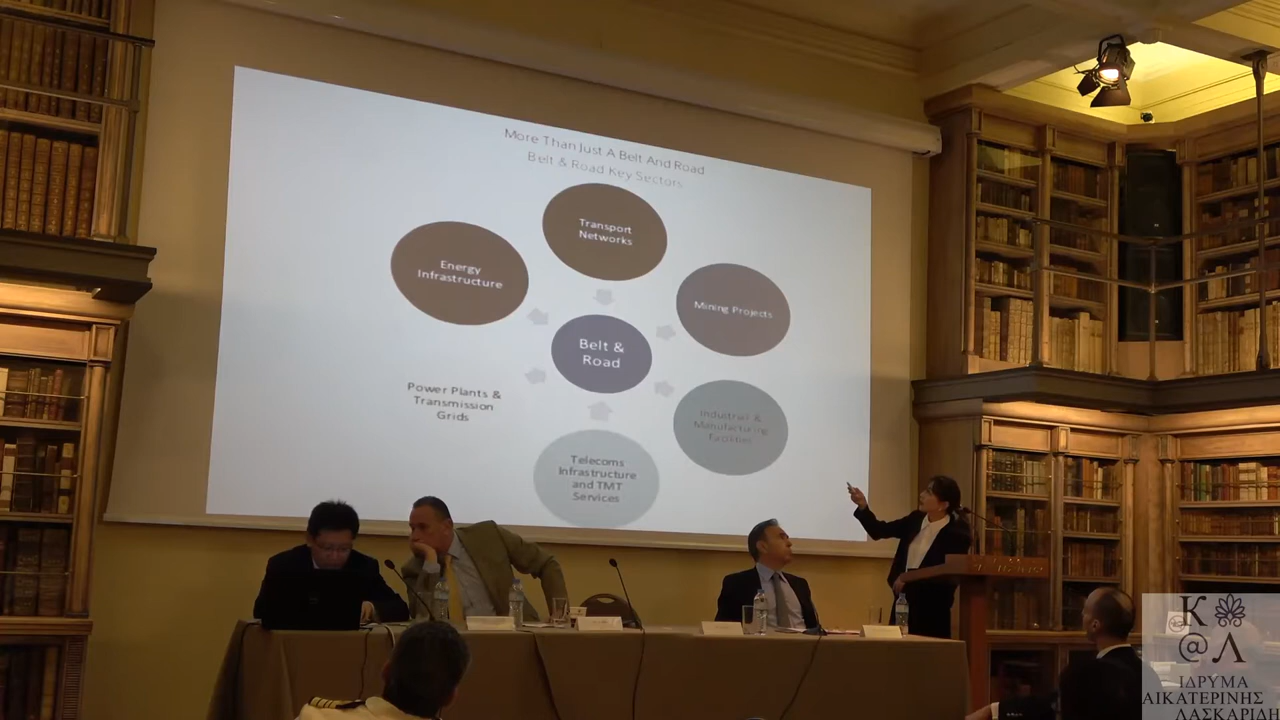 More Than Just A Belt And Road
Belt & Road Key Sectors
Transport
Networks
Energy
Infrastructure
Mining Projects
Belt &
Road
Power Plants &
Transmission
Grids
Industrial &
Manufacturing
Facilities
Telecoms
Infrastructure
and TMT
Services
Κ
@ Λ
ΙΔΡΥΜΑ
ΑΙΚΑΤΕΡΙΝΗΣ
ΛΑΣΚΑΡΙΔΗ